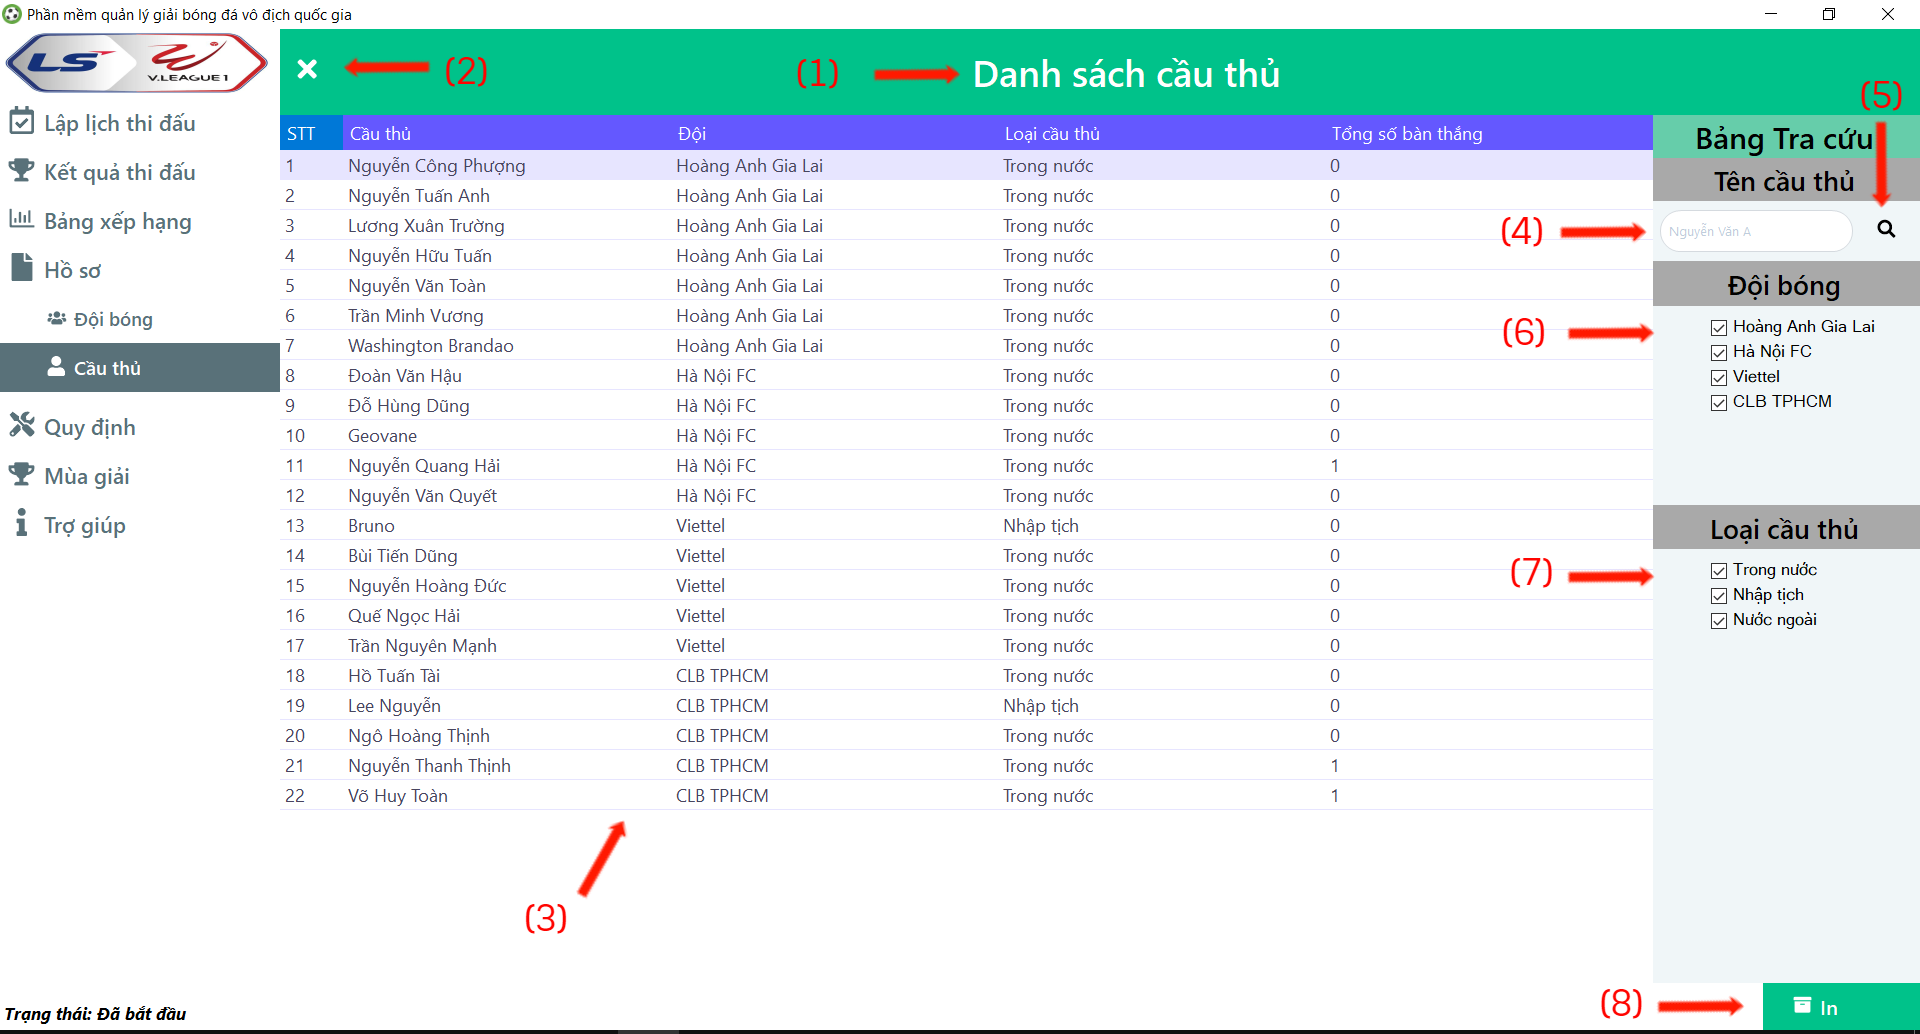 Phần mềm quản lý giải bóng đá vô địch quốc gia
LS V.LEAGUE 1
Lập lịch thi đấu
Kết quả thi đấu
Bảng xếp hạng
Hồ sơ
Đội bóng
Cầu thủ
Quy định
Mùa giải
Trợ giúp
Trạng thái: Đã bắt đầu
(2)
(1) Danh sách cầu thủ
STT Cầu thủ Đội Loại cầu thủ Tổng số bàn thắng
1 Nguyễn Công Phượng Hoàng Anh Gia Lai Trong nước 0
2 Nguyễn Tuấn Anh Hoàng Anh Gia Lai Trong nước 0
3 Lương Xuân Trường Hoàng Anh Gia Lai Trong nước 0
4 Nguyễn Hữu Tuấn Hoàng Anh Gia Lai Trong nước 0
5 Nguyễn Văn Toàn Hoàng Anh Gia Lai Trong nước 0
6 Trần Minh Vương Hoàng Anh Gia Lai Trong nước 0
7 Washington Brandao Hoàng Anh Gia Lai Trong nước 0
8 Đoàn Văn Hậu Hà Nội FC Trong nước 0
9 Đỗ Hùng Dũng Hà Nội FC Trong nước 0
10 Geovane Hà Nội FC Trong nước 0
11 Nguyễn Quang Hải Hà Nội FC Trong nước 1
12 Nguyễn Văn Quyết Hà Nội FC Trong nước 0
13 Bruno Viettel Nhập tịch 0
14 Bùi Tiến Dũng Viettel Trong nước 0
15 Nguyễn Hoàng Đức Viettel Trong nước 0
16 Quế Ngọc Hải Viettel Trong nước 0
17 Trần Nguyên Mạnh Viettel Trong nước 0
18 Hồ Tuấn Tài CLB TPHCM Trong nước 0
19 Lee Nguyễn CLB TPHCM Nhập tịch 0
20 Ngô Hoàng Thịnh CLB TPHCM Trong nước 0
21 Nguyễn Thanh Thịnh CLB TPHCM Trong nước 1
22 Võ Huy Toàn CLB TPHCM Trong nước 1
(3)
(5)
Bảng Tra cứu
Tên cầu thủ
(4) Nguyễn Văn A
Đội bóng
(6)
Hoàng Anh Gia Lai
Hà Nội FC
Viettel
CLB TPHCM
Loại cầu thủ
(7)
Trong nước
Nhập tịch
Nước ngoài
(8) In